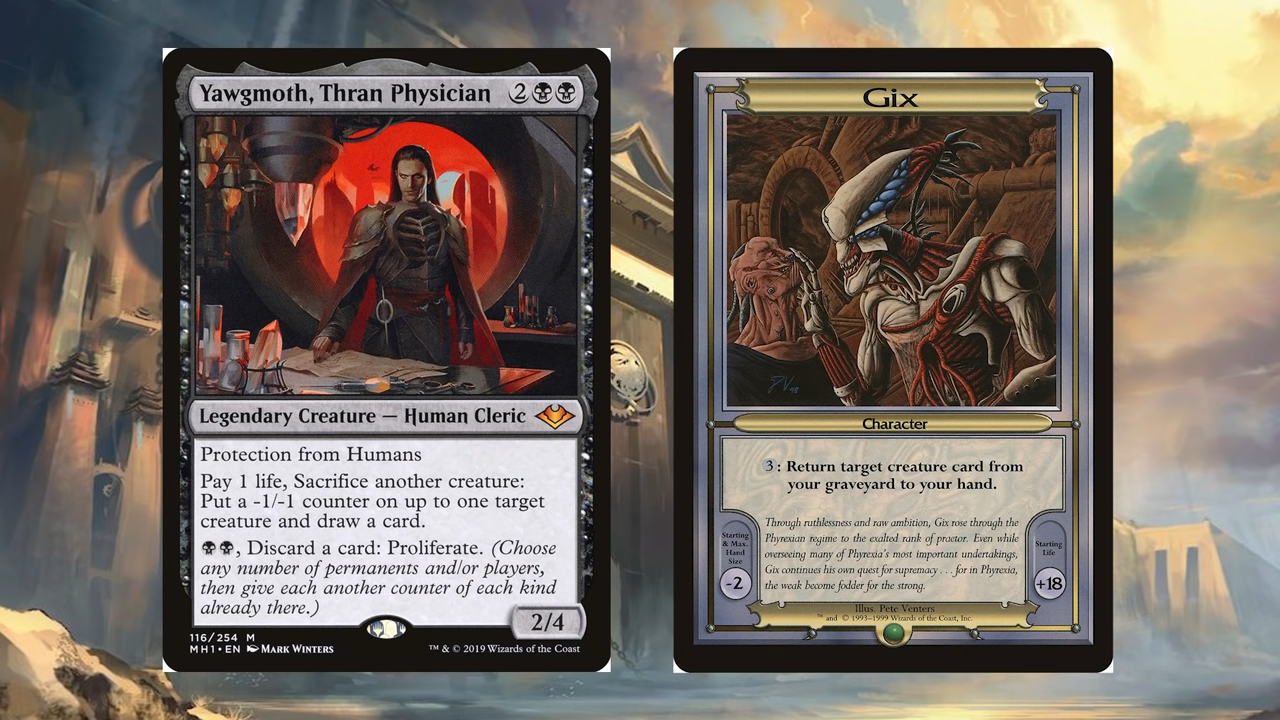 Yawgmoth, Thran Physician 2
Legendary Creature — Human Cleric
Protection from Humans
Pay 1 life, Sacrifice another creature:
Put a -1/-1 counter on up to one target
creature and draw a card.
, Discard a card: Proliferate. (Choose
any number of permanents and/or players,
then give each another counter of each kind
already there.)
2/4
116/254 M
MH1 • EN Mark Winters
™ & © 2019 Wizards of the Coast
Gix
DV 98
Character
3: Return target creature card from
your graveyard to your hand.
Through ruthlessness and raw ambition, Gix rose through the
Phyrexian regime to the exalted rank of praetor. Even while
overseeing many of Phyrexia's most important undertakings,
Gix continues his own quest for supremacy . . . for in Phyrexia,
the weak become fodder for the strong.
Starting
& Max.
Hand
Size
-2
Starting
Life
+18
Illus. Pete Venters
™ and © 1993–1999 Wizards of the Coast, Inc.